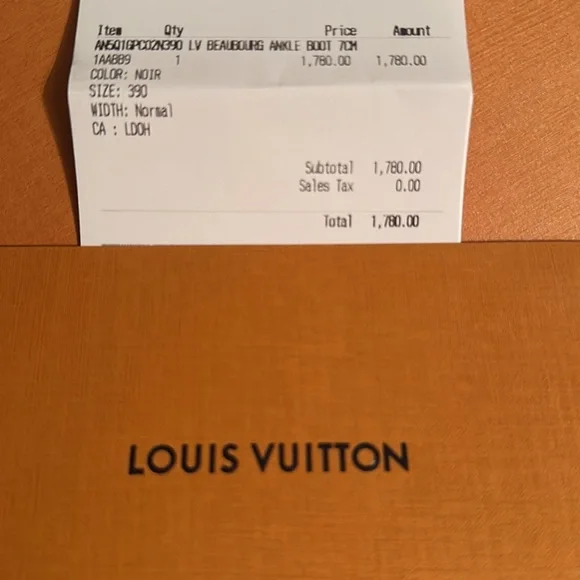 Item Qty Price Amount
AN5Q1GPC02N390 LV BEAUBOURG ANKLE BOOT 7CM
1AA8B9 1 1,780.00 1,780.00
COLOR: NOIR
SIZE: 390
WIDTH: Normal
CA : LDOH
Subtotal 1,780.00
Sales Tax 0.00
Total 1,780.00
LOUIS VUITTON